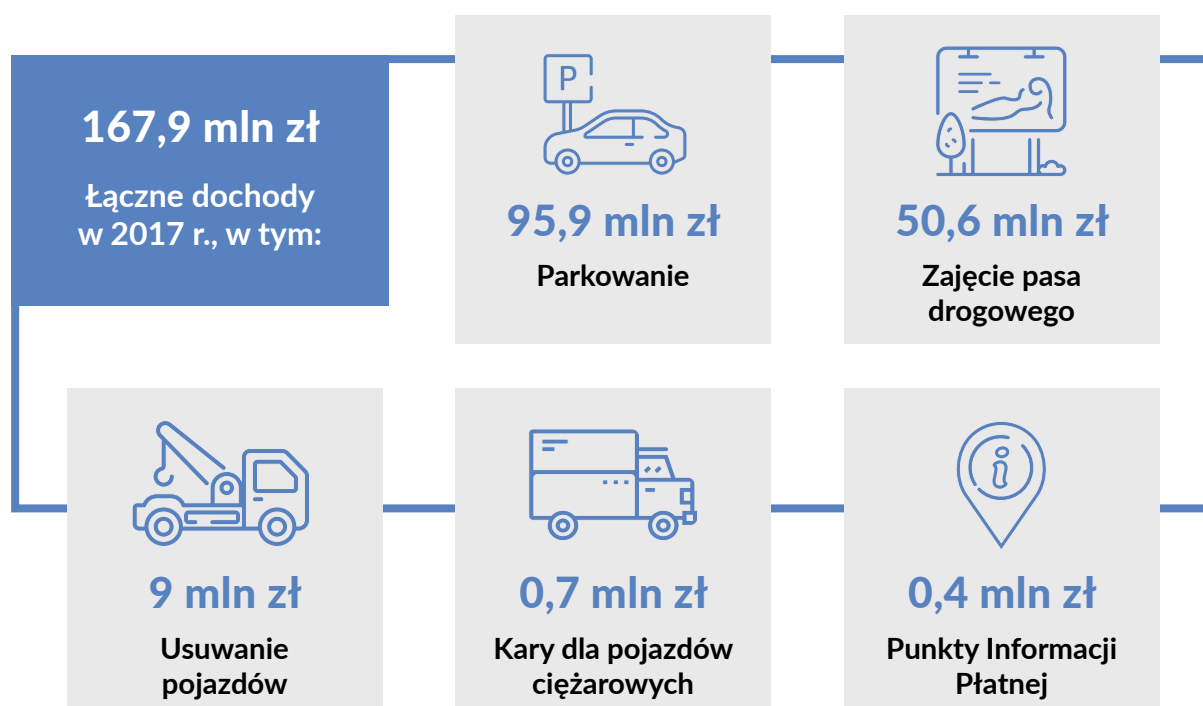 167,9 mln zł
Łączne dochody
w 2017 r., w tym:
P
95,9 mln zł
Parkowanie
50,6 mln zł
Zajęcie pasa
drogowego
9 mln zł
Usuwanie
pojazdów
0,7 mln zł
Kary dla pojazdów
ciężarowych
i
0,4 mln zł
Punkty Informacji
Płatnej